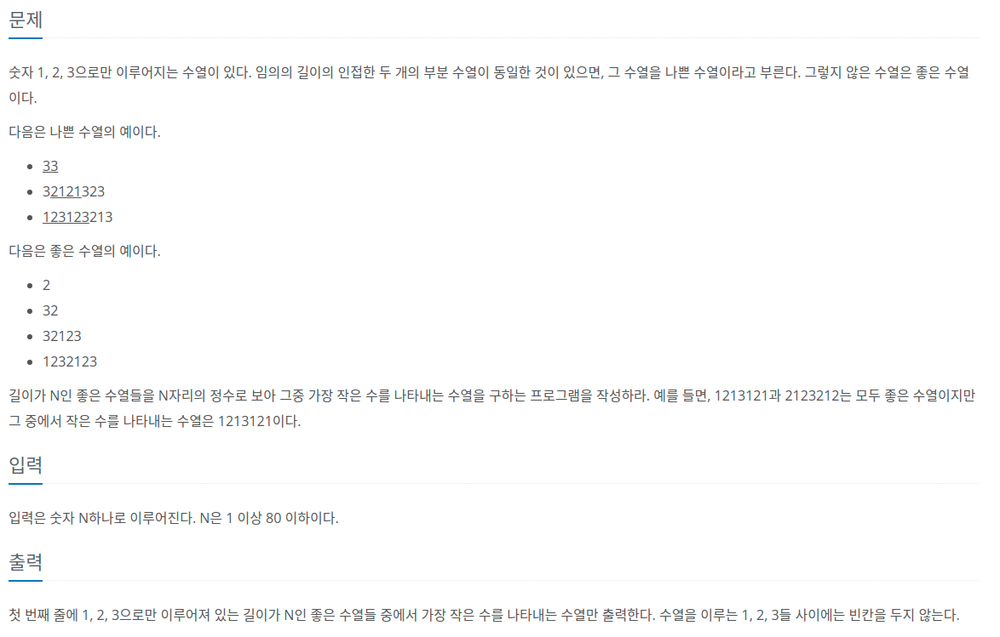 문제
숫자 1, 2, 3으로만 이루어지는 수열이 있다. 임의의 길이의 인접한 두 개의 부분 수열이 동일한 것이 있으면, 그 수열을 나쁜 수열이라고 부른다. 그렇지 않은 수열은 좋은 수열
이다.
다음은 나쁜 수열의 예이다.
• 33
• 32121323
• 123123213
다음은 좋은 수열의 예이다.
• 2
• 32
• 32123
• 1232123
길이가 N인 좋은 수열들을 N자리의 정수로 보아 그중 가장 작은 수를 나타내는 수열을 구하는 프로그램을 작성하라. 예를 들면, 1213121과 2123212는 모두 좋은 수열이지만
그 중에서 작은 수를 나타내는 수열은 1213121이다.
입력
입력은 숫자 N하나로 이루어진다. N은 1 이상 80 이하이다.
출력
첫 번째 줄에 1, 2, 3으로만 이루어져 있는 길이가 N인 좋은 수열들 중에서 가장 작은 수를 나타내는 수열만 출력한다. 수열을 이루는 1, 2, 3들 사이에는 빈칸을 두지 않는다.